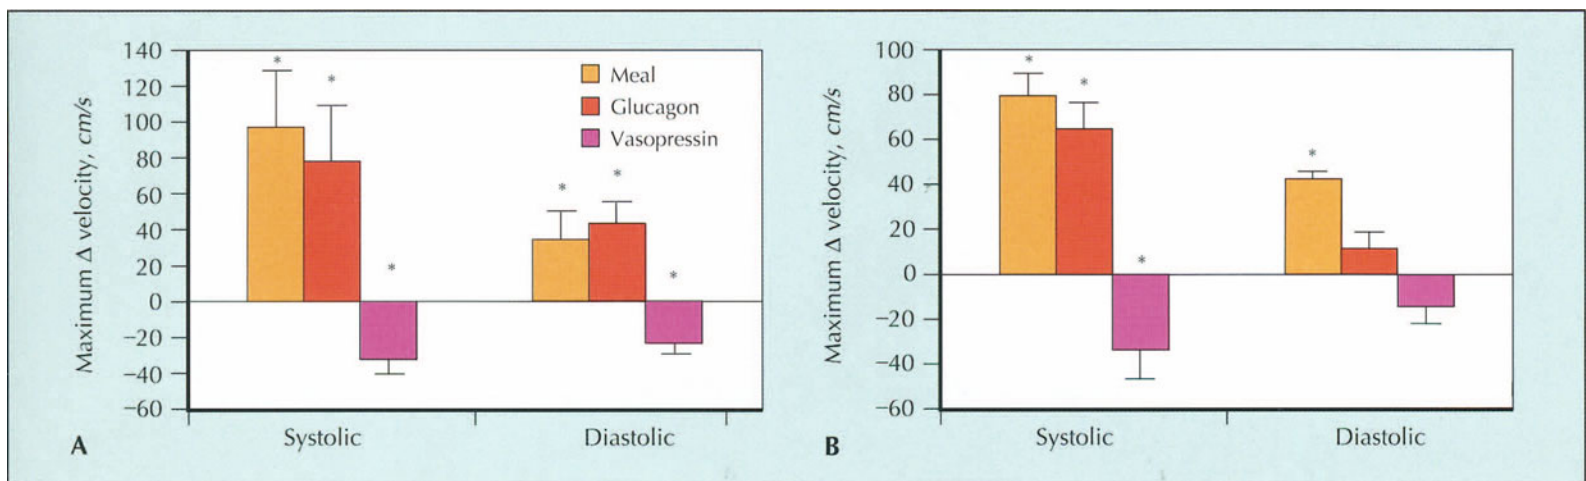 Maximum Δ velocity, cm/s
140
120
100
80
60
40
20
0
−20
−40
−60
*
*
*
*
*
*
Meal
Glucagon
Vasopressin
Systolic
Diastolic
A
Maximum Δ velocity, cm/s
100
80
60
40
20
0
−20
−40
−60
*
*
*
*
Systolic
Diastolic
B